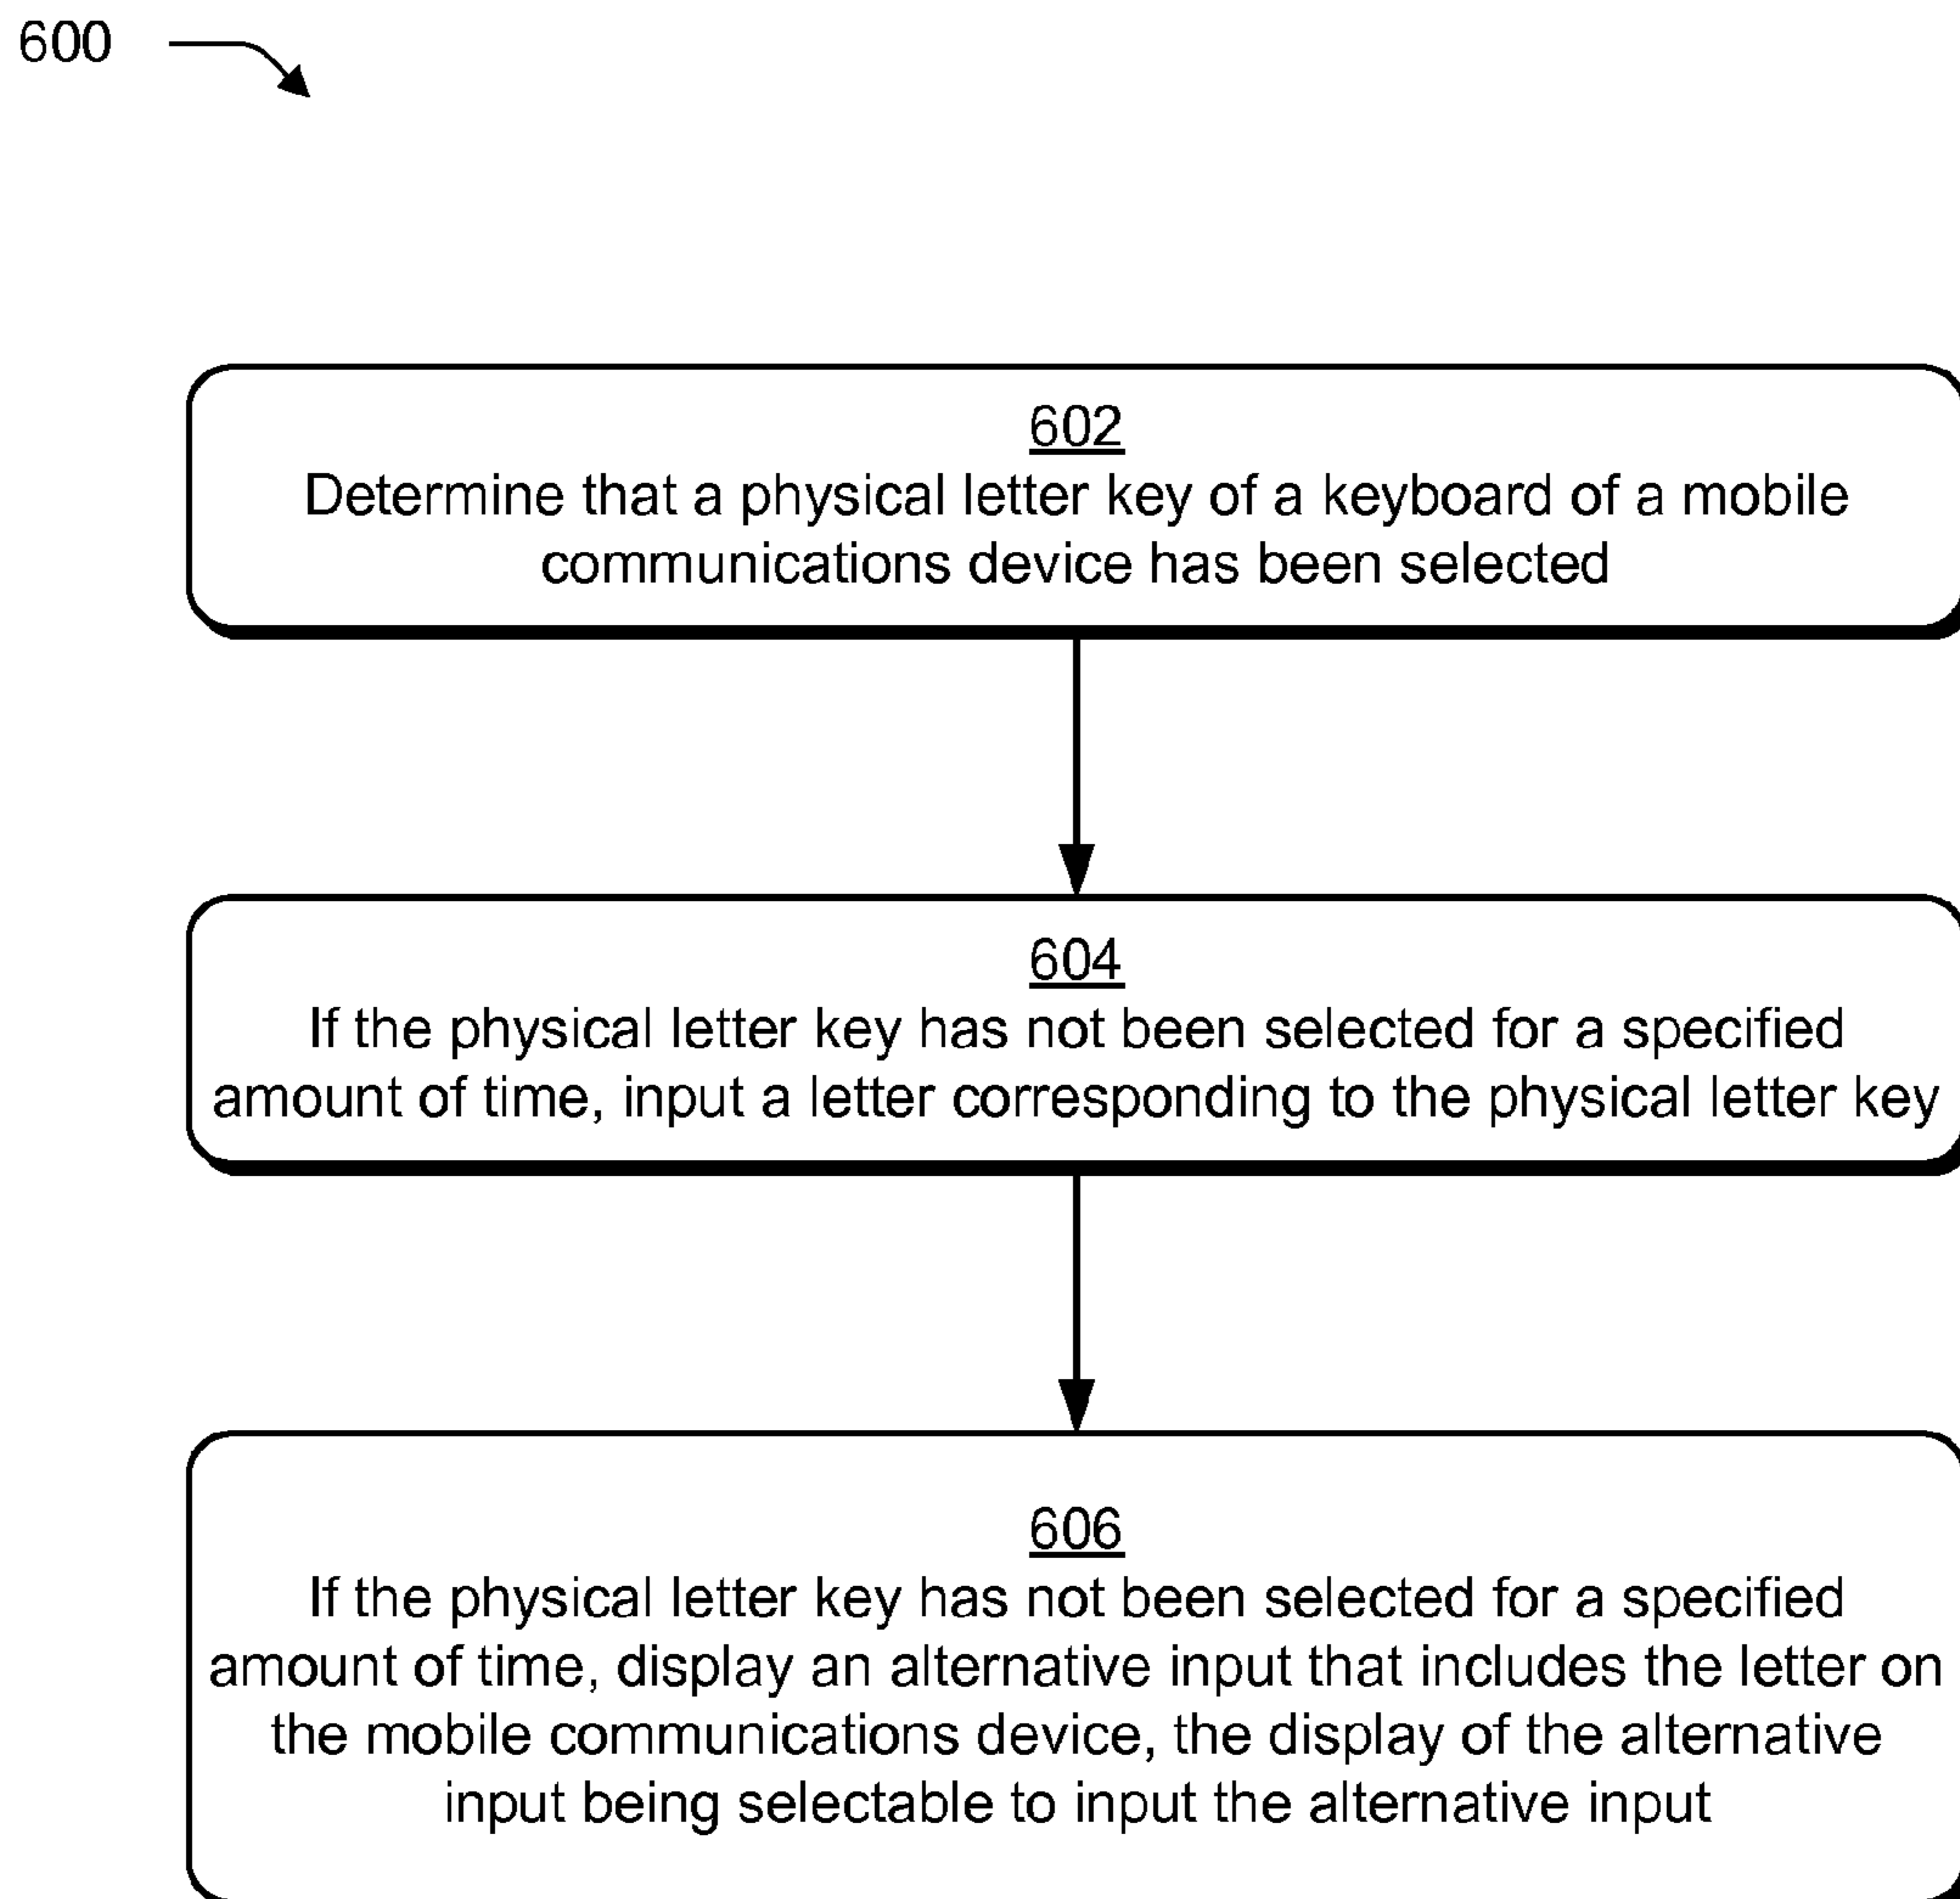 600
602
Determine that a physical letter key of a keyboard of a mobile
communications device has been selected
604
If the physical letter key has not been selected for a specified
amount of time, input a letter corresponding to the physical letter key
606
If the physical letter key has not been selected for a specified
amount of time, display an alternative input that includes the letter on
the mobile communications device, the display of the alternative
input being selectable to input the alternative input